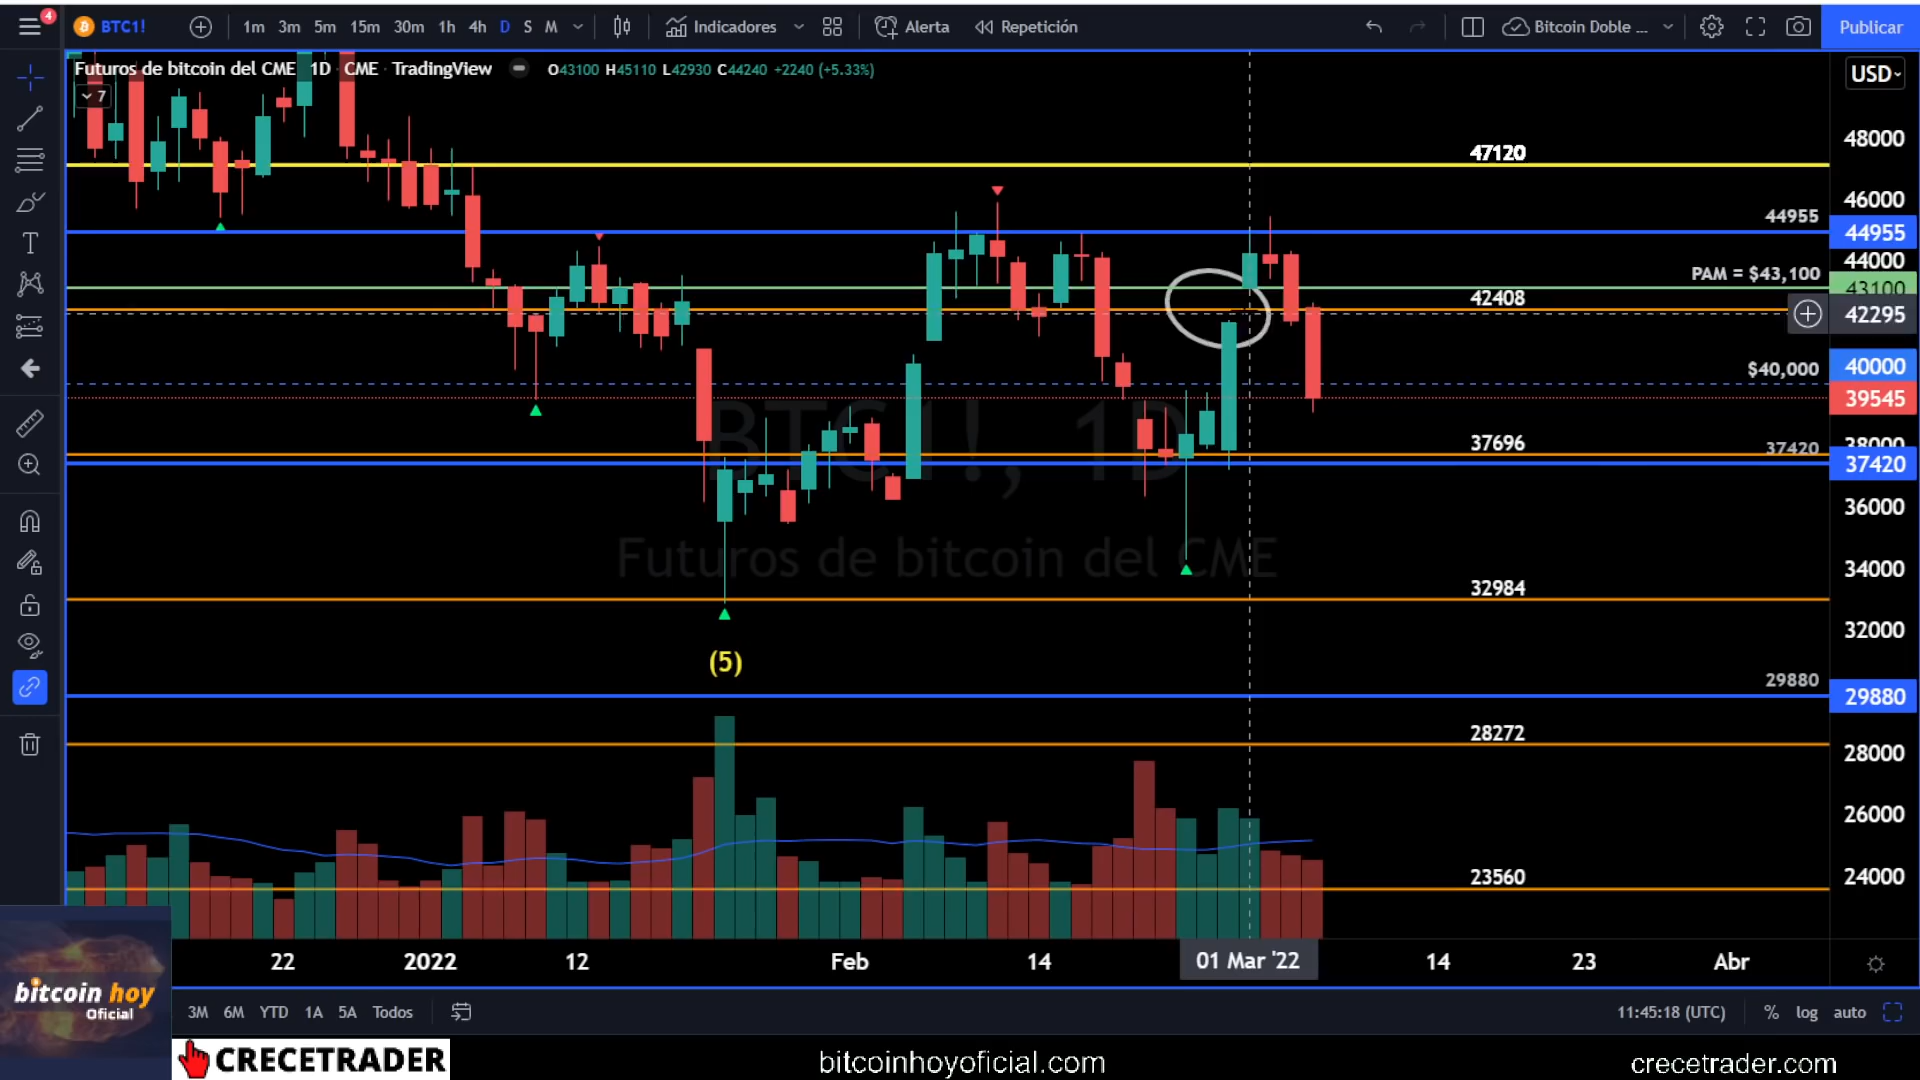 4 BTC1! 1m 3m 5m 15m 30m 1h 4h D S M Indicadores Alerta Repetición Bitcoin Doble ... Publicar
Futuros de bitcoin del CME 1D CME TradingView O43100 H45110 L42930 C44240 +2240 (+5.33%) USD
7
48000
47120
46000
44955 44955
44000
PAM = $43,100 43100
42408 42295
$40,000 40000
39545
BTC1!, 1D
38000
37696 37420 37420
36000
Futuros de bitcoin del CME
34000
32984
32000
(5)
29880 29880
28272 28000
26000
23560 24000
22 2022 12 Feb 14 01 Mar '22 14 23 Abr
bitcoin hoy
Oficial
3M 6M YTD 1A 5A Todos 11:45:18 (UTC) % log auto
CRECETRADER bitcoinhoyoficial.com crecetrader.com